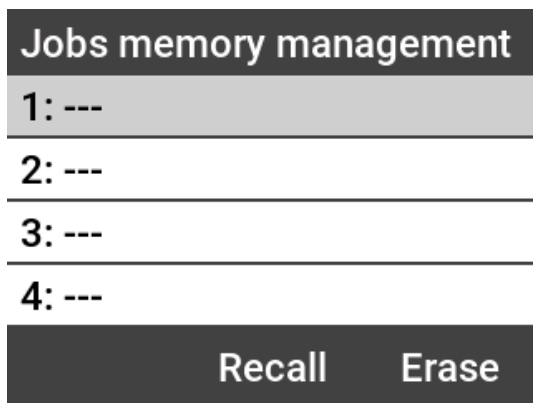 Jobs memory management
1: ---
2: ---
3: ---
4: ---
Recall Erase